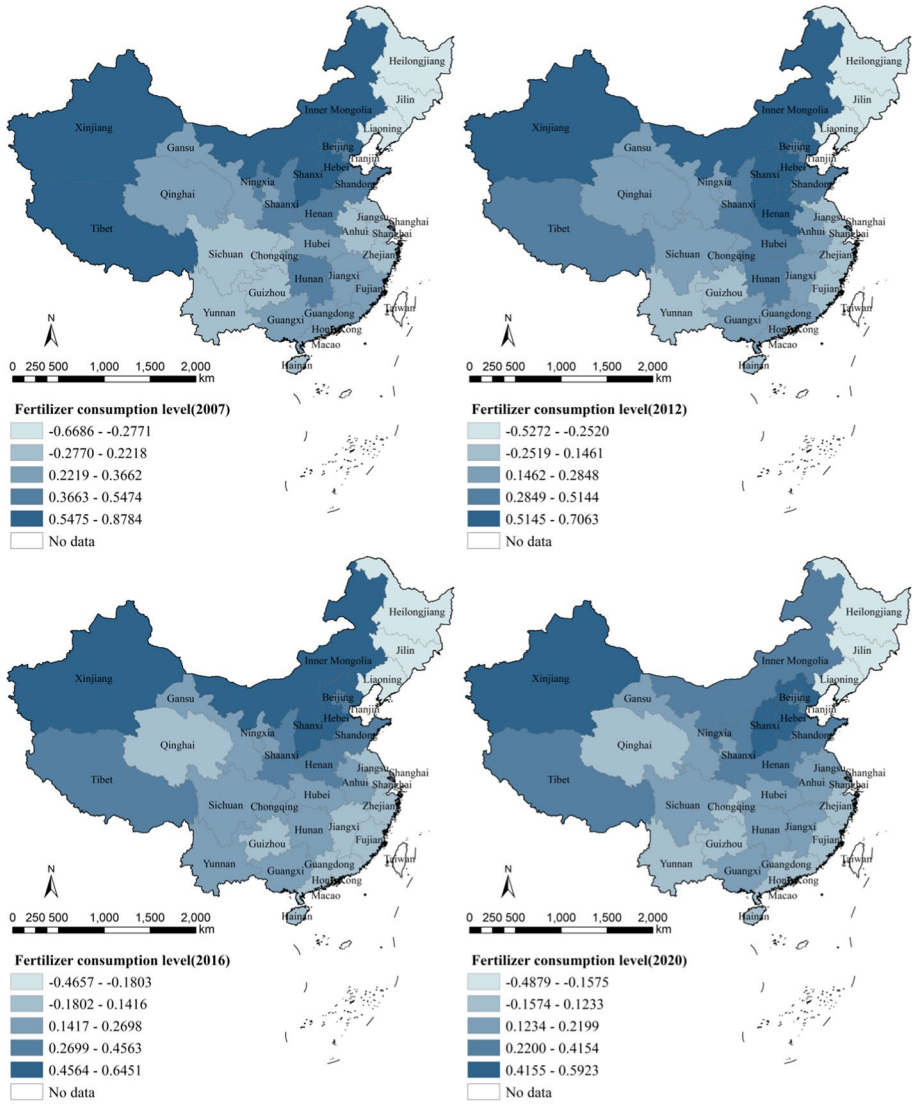 Heilongjiang
Jilin
Liaoning
Inner Mongolia
Xinjiang
Beijing
Gansu
Tianjin
Hebei
Shanxi
Ningxia
Shandong
Qinghai
Shaanxi
Henan
Jiangsu
Shanghai
Tibet
Anhui
Shanghai
Hubei
Sichuan
Chongqing
Zhejiang
Hunan
Jiangxi
Guizhou
Fujian
Yunnan
Guangdong
Taiwan
Guangxi
Hong Kong
Macao
Hainan
N
0 250 500 1,000 1,500 2,000
km
Fertilizer consumption level(2007)
-0.6686 - -0.2771
-0.2770 - 0.2218
0.2219 - 0.3662
0.3663 - 0.5474
0.5475 - 0.8784
No data
Heilongjiang
Jilin
Liaoning
Inner Mongolia
Xinjiang
Beijing
Gansu
Tianjin
Hebei
Shanxi
Ningxia
Shandong
Qinghai
Shaanxi
Henan
Jiangsu
Shanghai
Tibet
Anhui
Shanghai
Hubei
Sichuan
Chongqing
Zhejiang
Hunan
Jiangxi
Guizhou
Fujian
Yunnan
Guangdong
Taiwan
Guangxi
Hong Kong
Macao
Hainan
N
0 250 500 1,000 1,500 2,000
km
Fertilizer consumption level(2012)
-0.5272 - -0.2520
-0.2519 - 0.1461
0.1462 - 0.2848
0.2849 - 0.5144
0.5145 - 0.7063
No data
Heilongjiang
Jilin
Liaoning
Inner Mongolia
Xinjiang
Beijing
Gansu
Tianjin
Hebei
Shanxi
Ningxia
Shandong
Qinghai
Shaanxi
Henan
Jiangsu
Shanghai
Tibet
Anhui
Shanghai
Hubei
Sichuan
Chongqing
Zhejiang
Hunan
Jiangxi
Guizhou
Fujian
Yunnan
Guangdong
Taiwan
Guangxi
Hong Kong
Macao
Hainan
N
0 250 500 1,000 1,500 2,000
km
Fertilizer consumption level(2016)
-0.4657 - -0.1803
-0.1802 - 0.1416
0.1417 - 0.2698
0.2699 - 0.4563
0.4564 - 0.6451
No data
Heilongjiang
Jilin
Liaoning
Inner Mongolia
Xinjiang
Beijing
Gansu
Tianjin
Hebei
Shanxi
Ningxia
Shandong
Qinghai
Shaanxi
Henan
Jiangsu
Shanghai
Tibet
Anhui
Shanghai
Hubei
Sichuan
Chongqing
Zhejiang
Hunan
Jiangxi
Guizhou
Fujian
Yunnan
Guangdong
Taiwan
Guangxi
Hong Kong
Macao
Hainan
N
0 250 500 1,000 1,500 2,000
km
Fertilizer consumption level(2020)
-0.4879 - -0.1575
-0.1574 - 0.1233
0.1234 - 0.2199
0.2200 - 0.4154
0.4155 - 0.5923
No data